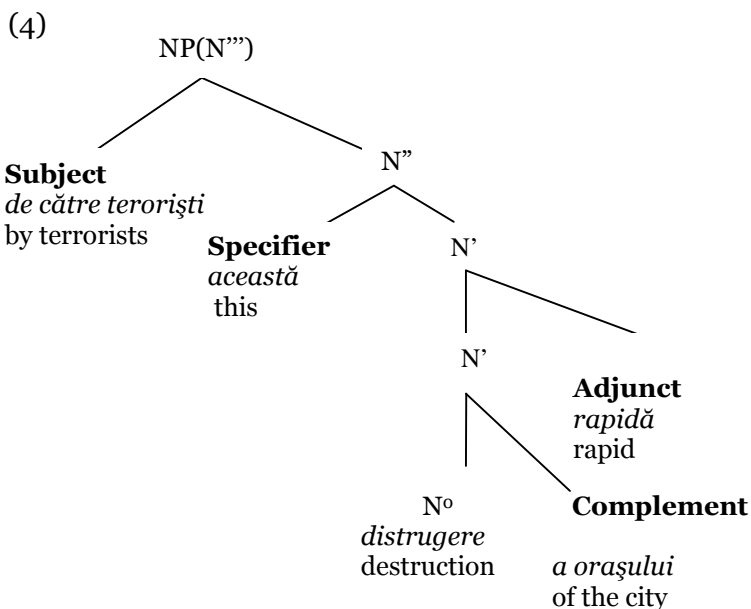 (4)
NP(N’’’)
Subject
de către terorişti
by terrorists
N”
Specifier
această
this
N’
N’
Adjunct
rapidă
rapid
Nº
distrugere
destruction
Complement
a oraşului
of the city